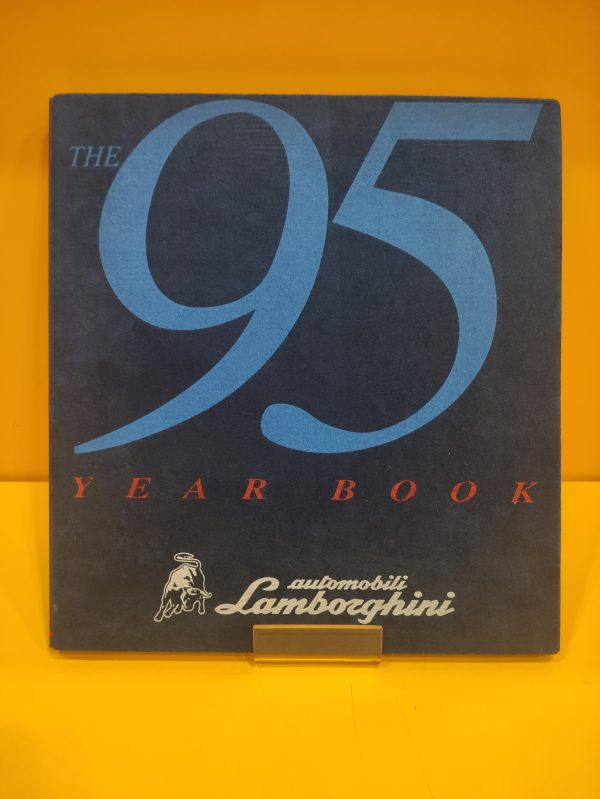 THE
95
YEAR BOOK
automobili
Lamborghini